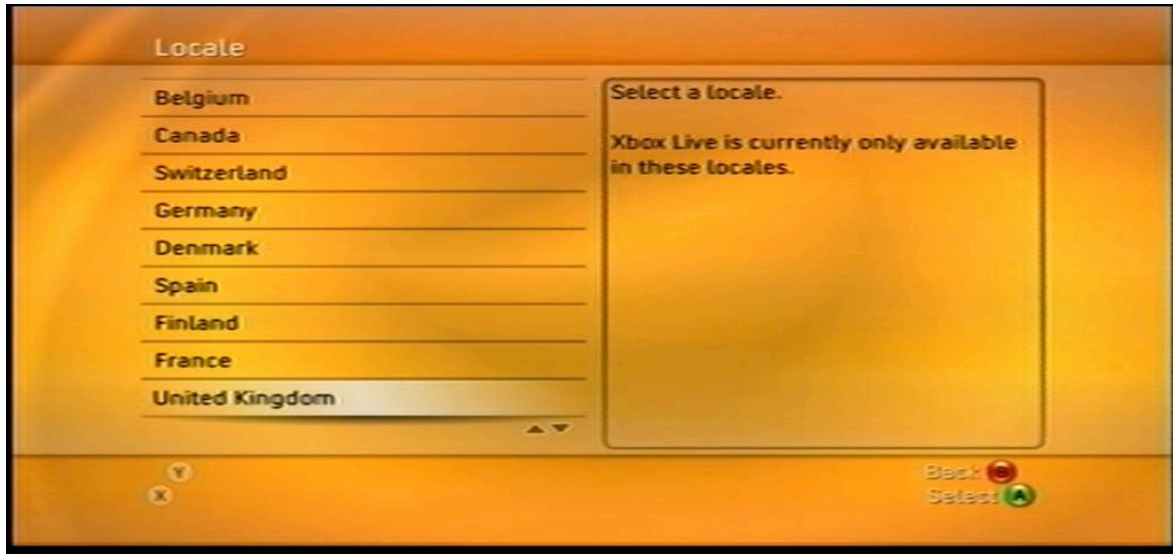 Locale
Belgium
Canada
Switzerland
Germany
Denmark
Spain
Finland
France
United Kingdom
Select a locale.
Xbox Live is currently only available
in these locales.
Y
X
Back B
Select A